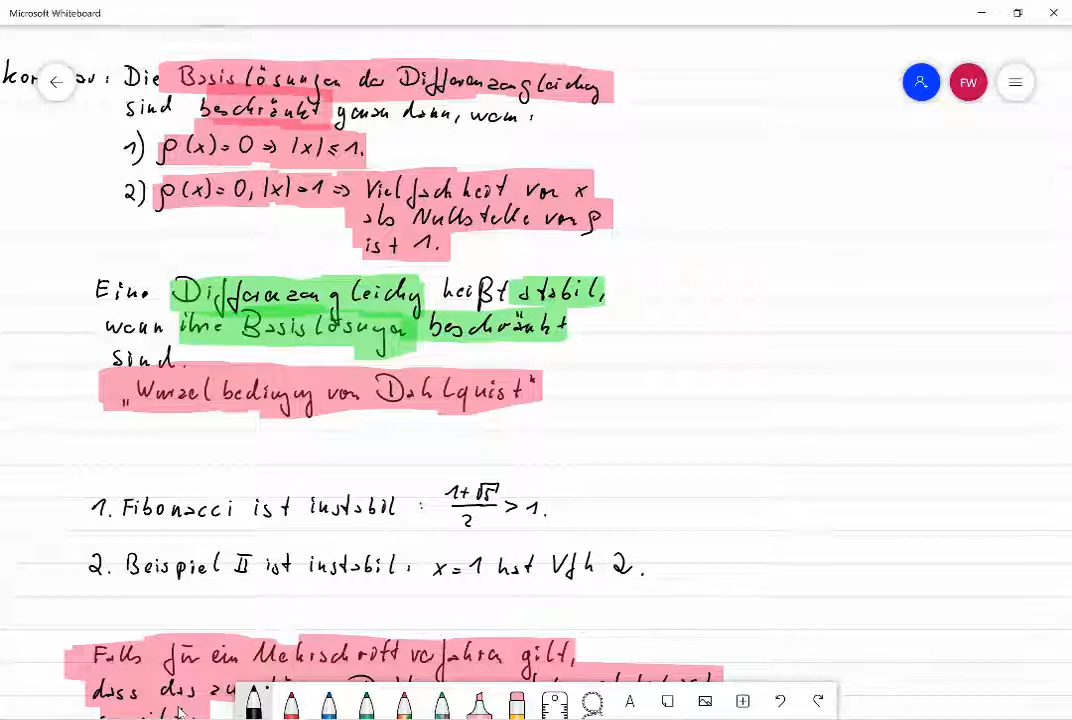 Microsoft Whiteboard
FW
Die Basislösungen der Differenzengleichg
sind beschränkt genau dann, wenn:
1) ρ(x)=0 ⇒ |x| ≤ 1.
2) ρ(x)=0, |x|=1 ⇒ Vielfachheit von x
als Nullstelle von ρ
ist 1.
Eine Differenzengleichg heißt stabil,
wenn ihre Basislösungen beschränkt
sind.
„Wurzelbedingung von Dahlquist"
1. Fibonacci ist instabil: (1+√5)/2 > 1.
2. Beispiel II ist instabil: x=1 hat Vfh 2.
Falls für ein Mehrschrittverfahren gilt,
dass das